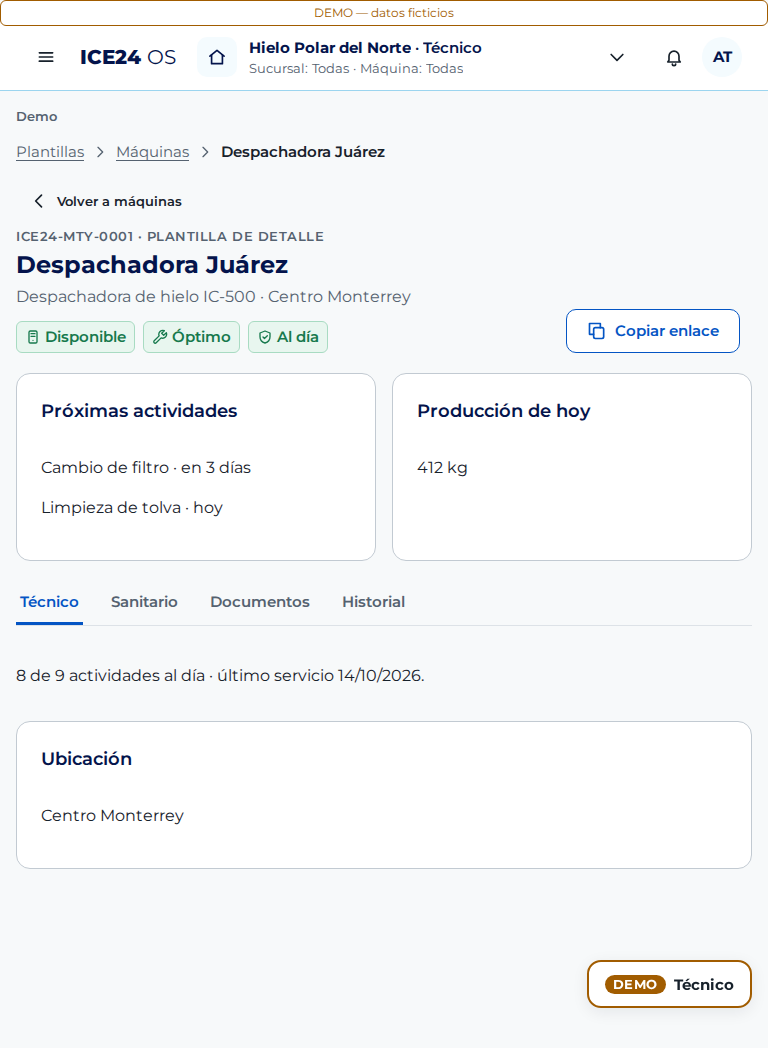 DEMO — datos ficticios
ICE24 OS
Hielo Polar del Norte · Técnico
Sucursal: Todas · Máquina: Todas
AT
Demo
Plantillas > Máquinas > Despachadora Juárez
Volver a máquinas
ICE24-MTY-0001 · PLANTILLA DE DETALLE
Despachadora Juárez
Despachadora de hielo IC-500 · Centro Monterrey
Disponible Óptimo Al día
Copiar enlace
Próximas actividades
Cambio de filtro · en 3 días
Limpieza de tolva · hoy
Producción de hoy
412 kg
Técnico Sanitario Documentos Historial
8 de 9 actividades al día · último servicio 14/10/2026.
Ubicación
Centro Monterrey
DEMO Técnico